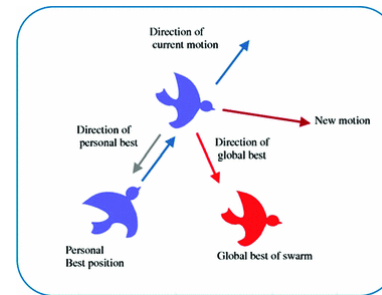 Direction of
current motion
New motion
Direction of
personal best
Direction of
global best
Personal
Best position
Global best of swarm